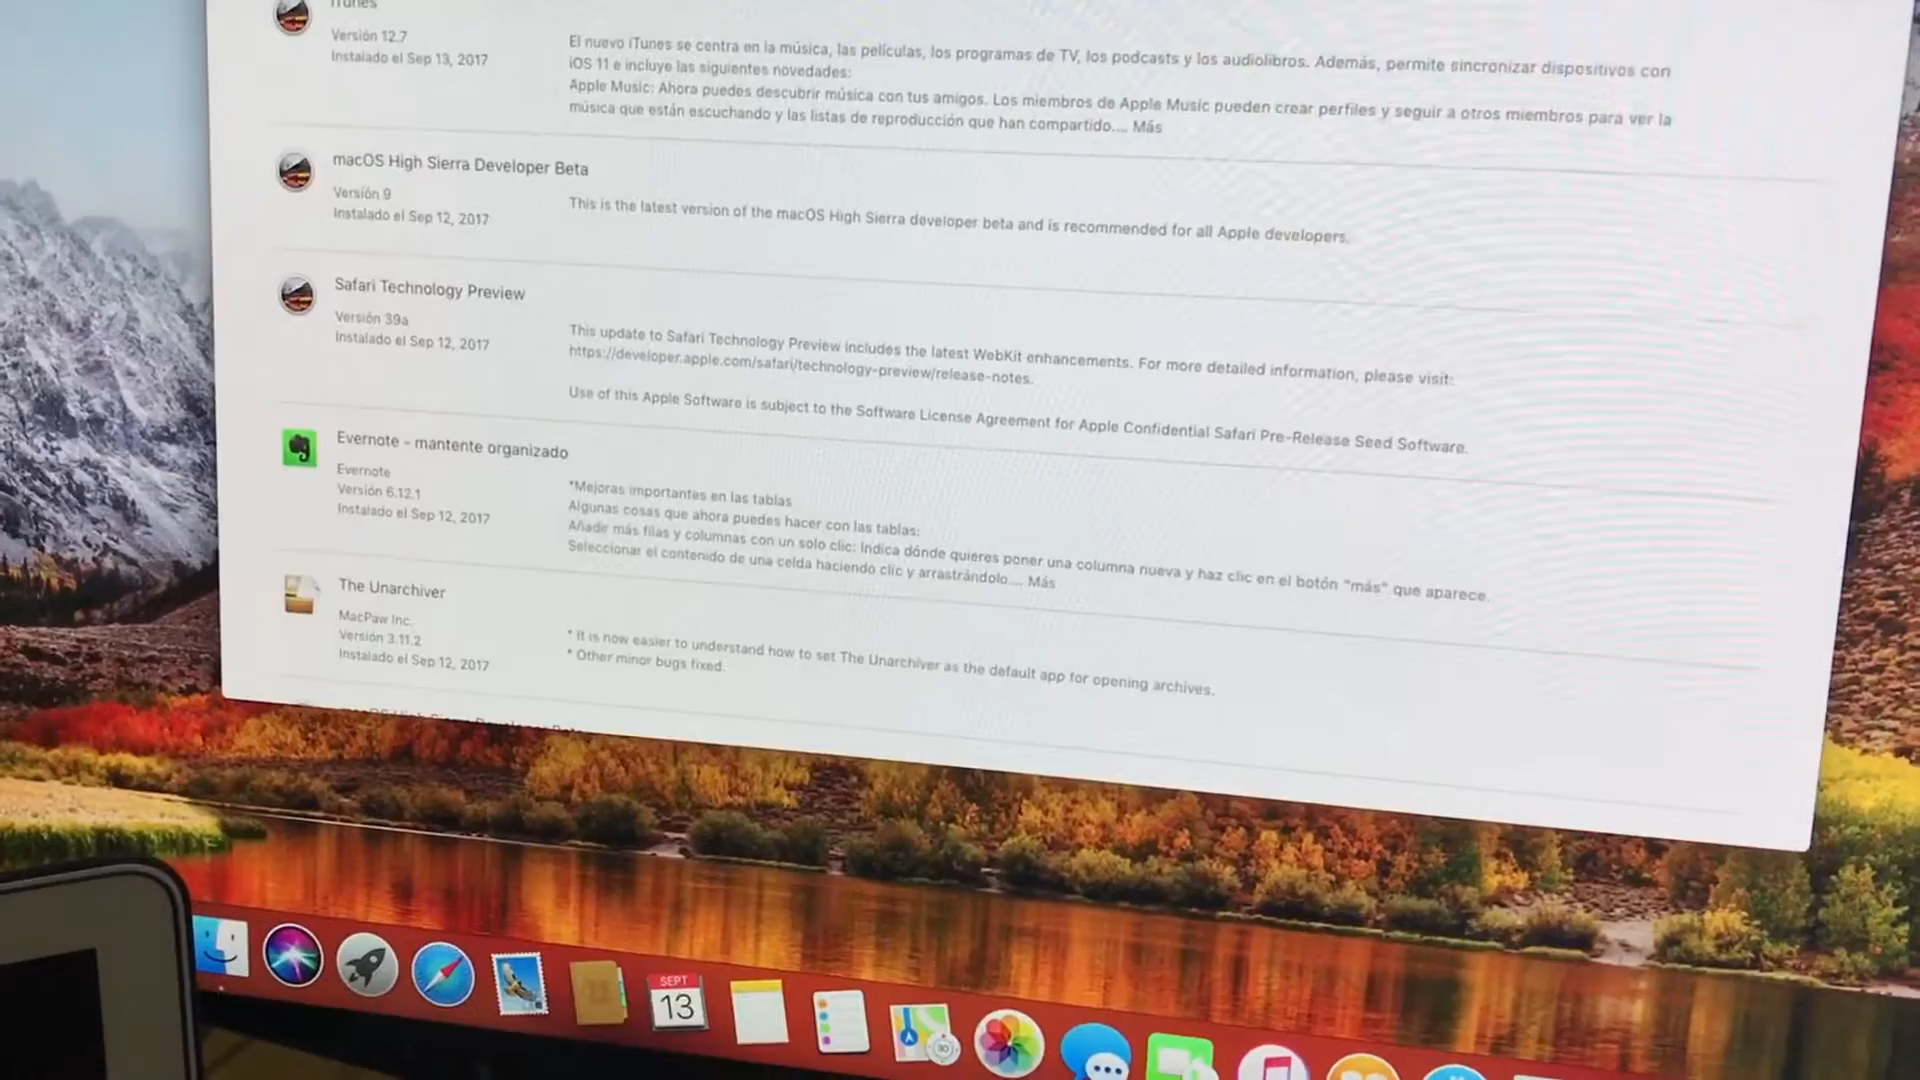 iTunes
Versión 12.7
Instalado el Sep 13, 2017
El nuevo iTunes se centra en la música, las películas, los programas de TV, los podcasts y los audiolibros. Además, permite sincronizar dispositivos con
iOS 11 e incluye las siguientes novedades:
Apple Music: Ahora puedes descubrir música con tus amigos. Los miembros de Apple Music pueden crear perfiles y seguir a otros miembros para ver la
música que están escuchando y las listas de reproducción que han compartido.... Más
macOS High Sierra Developer Beta
Versión 9
Instalado el Sep 12, 2017
This is the latest version of the macOS High Sierra developer beta and is recommended for all Apple developers.
Safari Technology Preview
Versión 39a
Instalado el Sep 12, 2017
This update to Safari Technology Preview includes the latest WebKit enhancements. For more detailed information, please visit:
https://developer.apple.com/safari/technology-preview/release-notes.
Use of this Apple Software is subject to the Software License Agreement for Apple Confidential Safari Pre-Release Seed Software.
Evernote - mantente organizado
Evernote
Versión 6.12.1
Instalado el Sep 12, 2017
*Mejoras importantes en las tablas
Algunas cosas que ahora puedes hacer con las tablas:
Añadir más filas y columnas con un solo clic: Indica dónde quieres poner una columna nueva y haz clic en el botón "más" que aparece.
Seleccionar el contenido de una celda haciendo clic y arrastrándolo.... Más
The Unarchiver
MacPaw Inc.
Versión 3.11.2
Instalado el Sep 12, 2017
* It is now easier to understand how to set The Unarchiver as the default app for opening archives.
* Other minor bugs fixed.
macOS High Sierra Developer Beta
SEPT
13